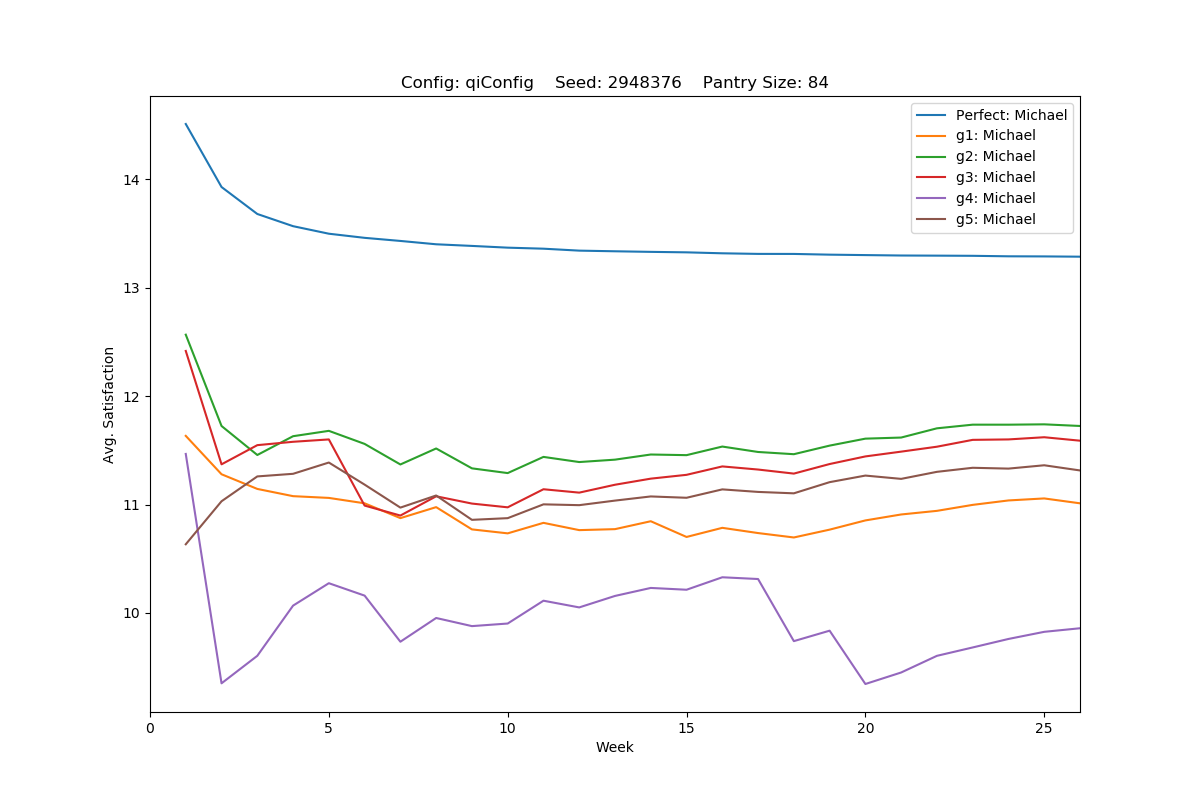 Config: qiConfig    Seed: 2948376    Pantry Size: 84
Perfect: Michael
g1: Michael
g2: Michael
g3: Michael
g4: Michael
g5: Michael
Avg. Satisfaction
14
13
12
11
10
0 5 10 15 20 25
Week